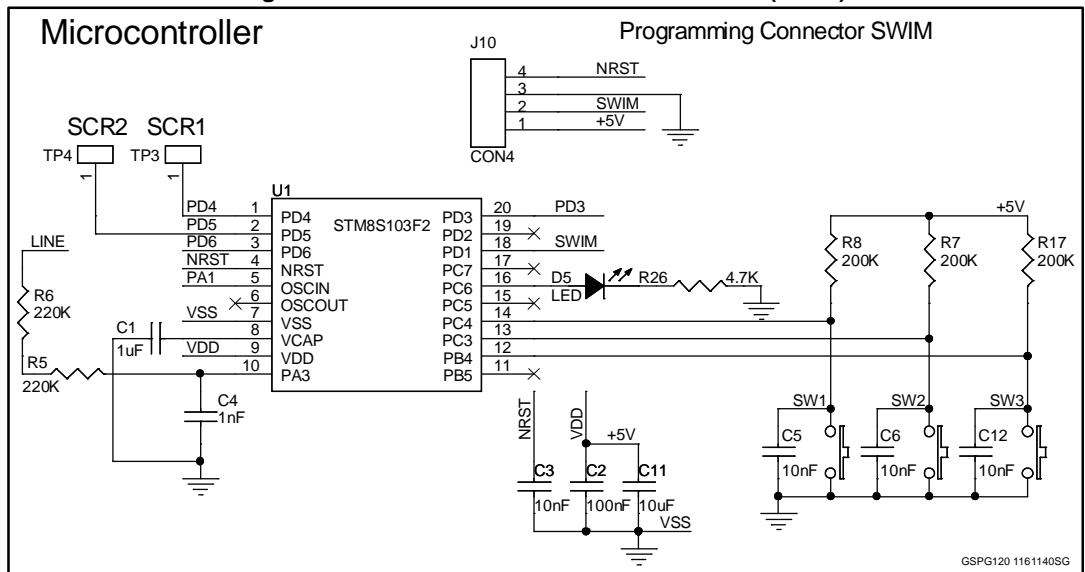 Microcontroller
Programming Connector SWIM
J10
4 NRST
3
2 SWIM
1 +5V
CON4
SCR2 SCR1
TP4 TP3
1 1
U1
STM8S103F2
PD4 1 PD4
PD5 2 PD5
PD6 3 PD6
NRST 4 NRST
PA1 5 OSCIN
6 OSCOUT
VSS 7 VSS
8 VCAP
VDD 9 VDD
10 PA3
PD3 20 PD3
PD2 19
PD1 18 SWIM
PC7 17
PC6 16
PC5 15
PC4 14
PC3 13
PB4 12
PB5 11
LINE
R6
220K
R5
220K
C1
1uF
C4
1nF
D5
LED
R26 4.7K
+5V
R8
200K
R7
200K
R17
200K
SW1 SW2 SW3
C5
10nF
C6
10nF
C12
10nF
NRST
VDD
+5V
C3
10nF
C2
100nF
C11
10uF
VSS
GSPG120 1161140SG